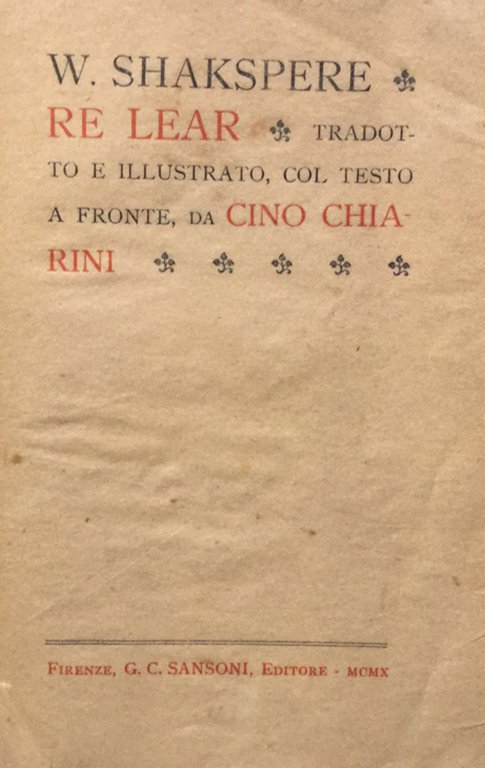 W. SHAKSPERE
RE LEAR TRADOT-
TO E ILLUSTRATO, COL TESTO
A FRONTE, DA CINO CHIA-
RINI
FIRENZE, G. C. SANSONI, EDITORE - MCMX